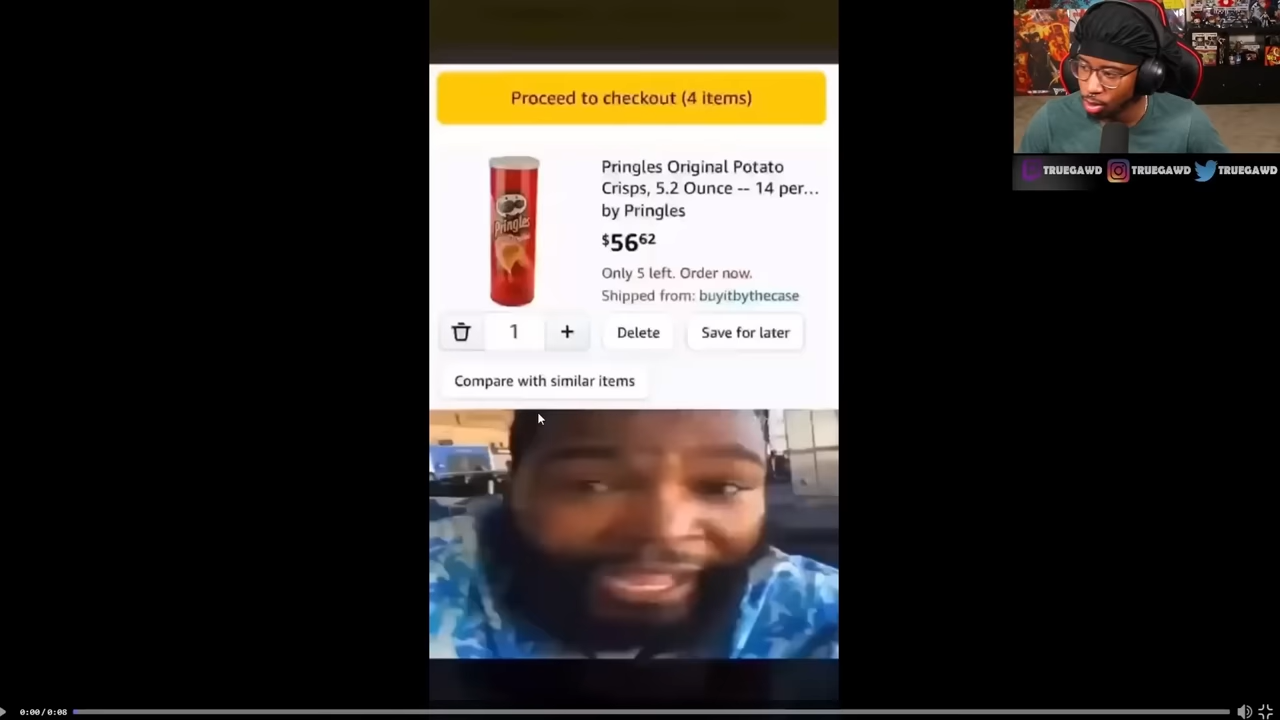 Proceed to checkout (4 items)
Pringles Original Potato
Crisps, 5.2 Ounce -- 14 per...
by Pringles
$5662
Only 5 left. Order now.
Shipped from: buyitbythecase
Pringles
1
+
Delete
Save for later
Compare with similar items
TRUEGAWD
TRUEGAWD
TRUEGAWD
0:00/0:08